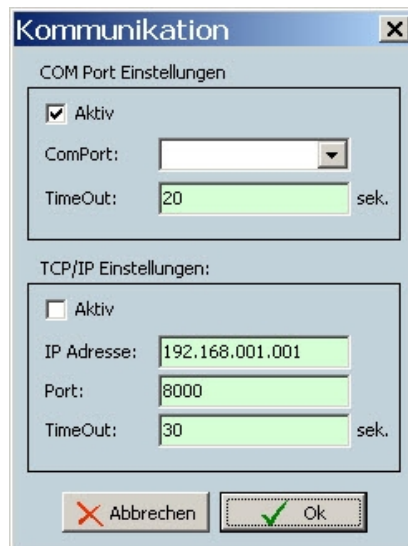 Kommunikation
COM Port Einstellungen
Aktiv
ComPort:
TimeOut: 20 sek.
TCP/IP Einstellungen:
Aktiv
IP Adresse: 192.168.001.001
Port: 8000
TimeOut: 30 sek.
Abbrechen Ok